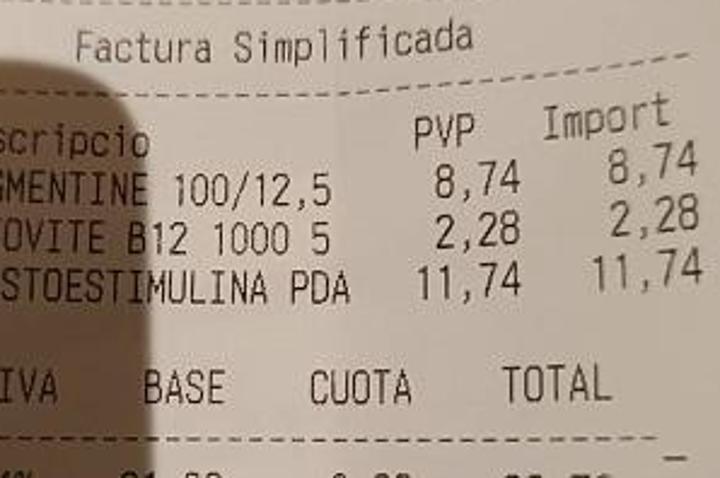 Factura Simplificada
scripcio PVP Import
GMENTINE 100/12,5 8,74 8,74
OVITE B12 1000 5 2,28 2,28
STOESTIMULINA PDA 11,74 11,74
IVA BASE CUOTA TOTAL